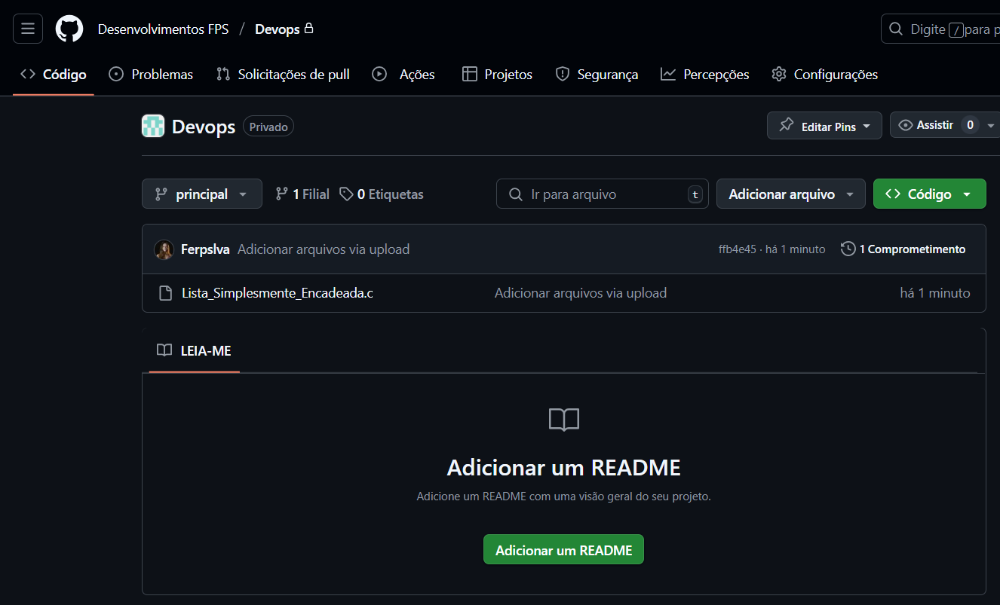 Desenvolvimentos FPS / Devops
Digite / para p
Código Problemas Solicitações de pull Ações Projetos Segurança Percepções Configurações
Devops Privado Editar Pins Assistir 0
principal 1 Filial 0 Etiquetas Ir para arquivo t Adicionar arquivo Código
Ferpslva Adicionar arquivos via upload ffb4e45 · há 1 minuto 1 Comprometimento
Lista_Simplesmente_Encadeada.c Adicionar arquivos via upload há 1 minuto
LEIA-ME
Adicionar um README
Adicione um README com uma visão geral do seu projeto.
Adicionar um README